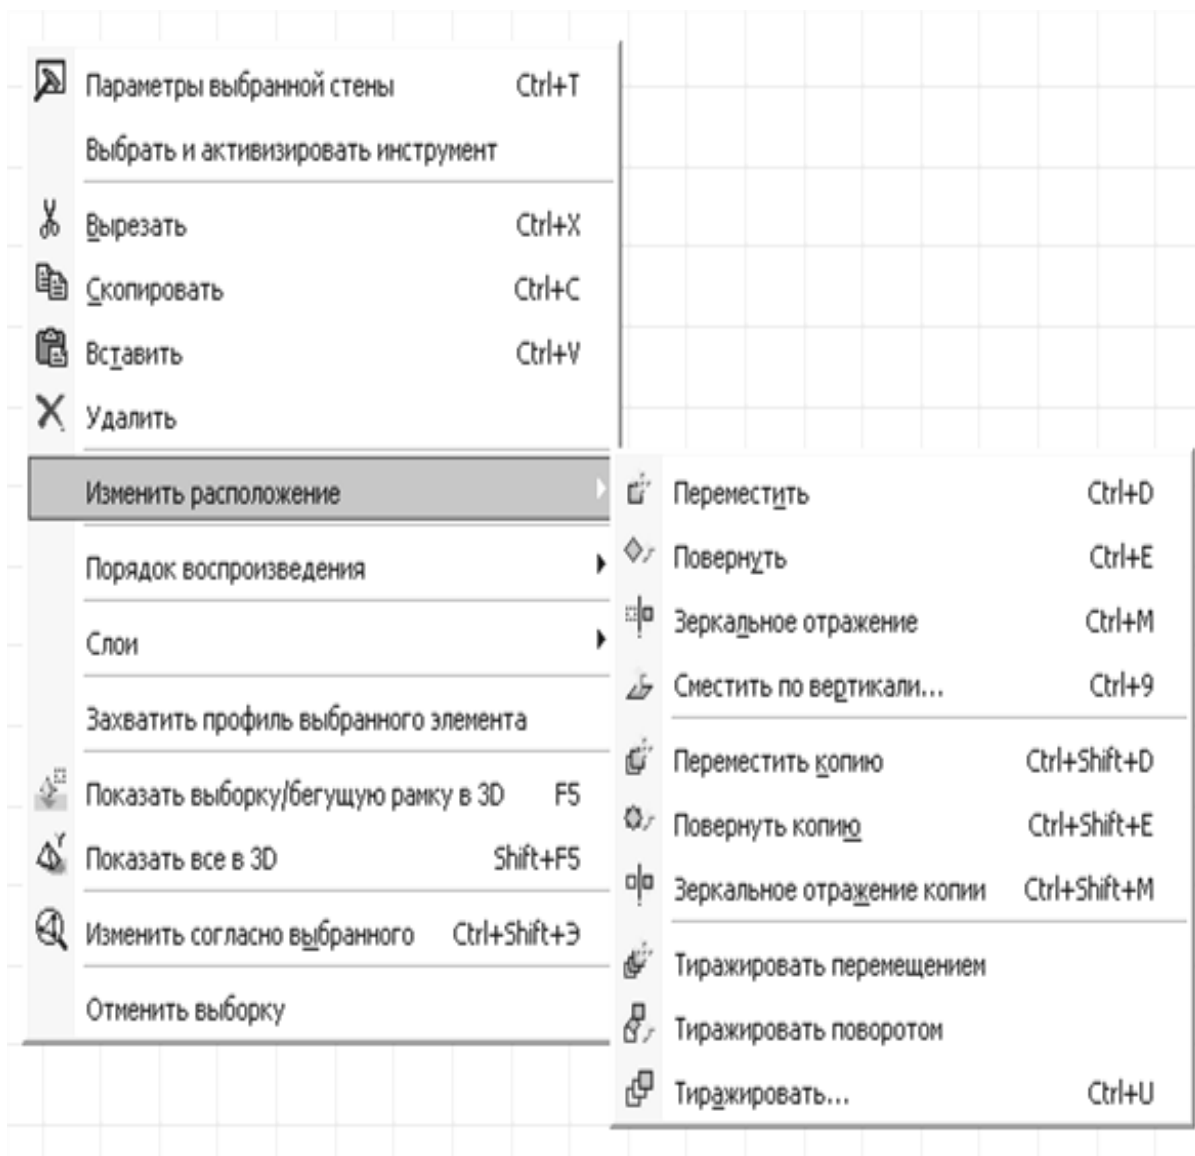 Параметры выбранной стены Ctrl+T
Выбрать и активизировать инструмент
Вырезать Ctrl+X
Скопировать Ctrl+C
Вставить Ctrl+V
Удалить
Изменить расположение
Порядок воспроизведения
Слои
Захватить профиль выбранного элемента
Показать выборку/бегущую рамку в 3D F5
Показать все в 3D Shift+F5
Изменить согласно выбранного Ctrl+Shift+Э
Отменить выборку
Переместить Ctrl+D
Повернуть Ctrl+E
Зеркальное отражение Ctrl+M
Сместить по вертикали... Ctrl+9
Переместить копию Ctrl+Shift+D
Повернуть копию Ctrl+Shift+E
Зеркальное отражение копии Ctrl+Shift+M
Тиражировать перемещением
Тиражировать поворотом
Тиражировать... Ctrl+U